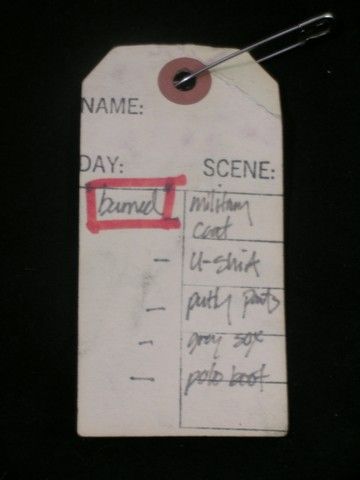 NAME:
DAY: SCENE:
burned military
coat
- U-shirt
- putty pants
- grey sox
- polo boot